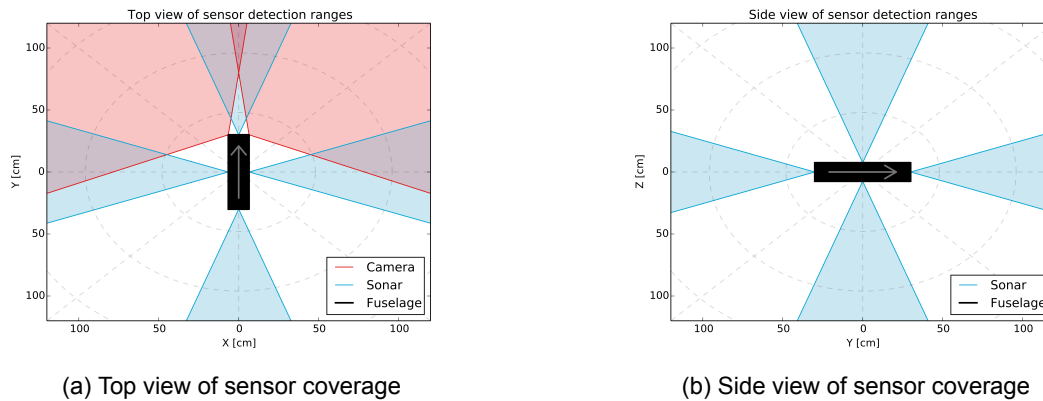 Top view of sensor detection ranges
100
50
0
50
100
Y [cm]
100
50
0
50
100
X [cm]
Camera
Sonar
Fuselage
(a) Top view of sensor coverage
Side view of sensor detection ranges
100
50
0
50
100
Z [cm]
100
50
0
50
100
Y [cm]
Sonar
Fuselage
(b) Side view of sensor coverage